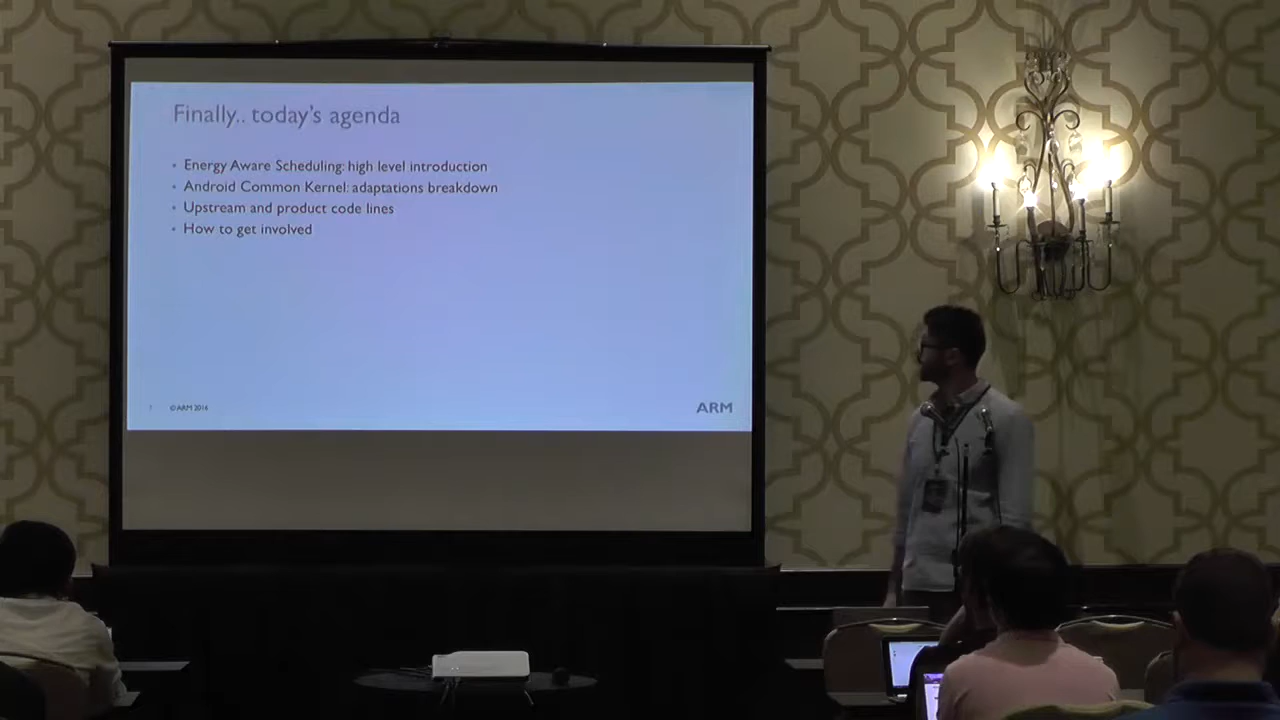 Finally.. today's agenda
• Energy Aware Scheduling: high level introduction
• Android Common Kernel: adaptations breakdown
• Upstream and product code lines
• How to get involved
7 © ARM 2016
ARM